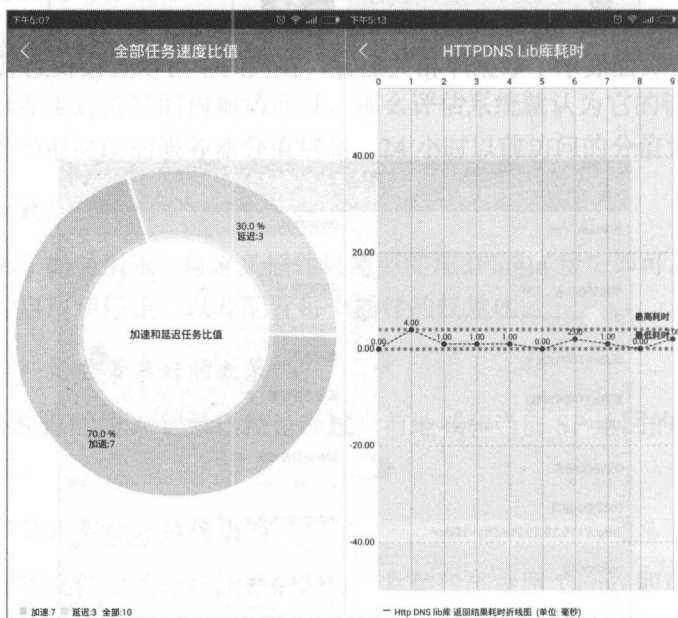 下午5:07
全部任务速度比值
30.0 %
延迟:3
加速和延迟任务比值
70.0 %
加速:7
加速:7 延迟:3 全部:10
下午5:13
HTTPDNS Lib库耗时
0 1 2 3 4 5 6 7 8 9
40.00
20.00
最高耗时
4.00
最低耗时
0.00 1.00 1.00 1.00 0.00 2.00 1.00 0.00
0.00
-20.00
-40.00
Http DNS lib库 返回结果耗时折线图 (单位: 毫秒)